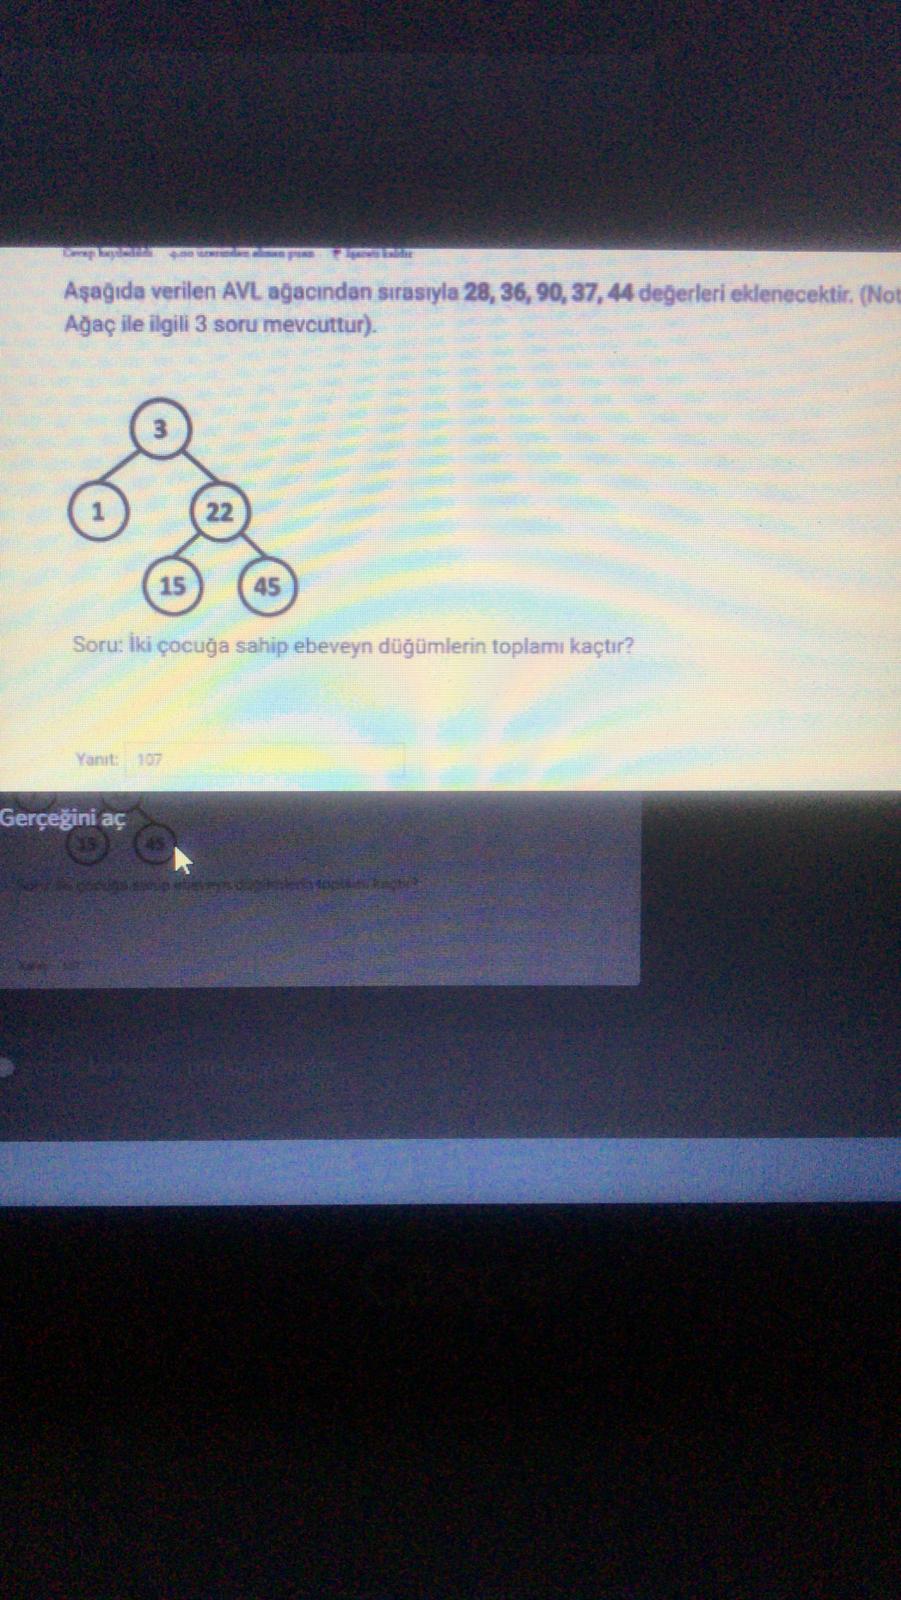 Cevap kaydedildi 4,00 üzerinden alınan puan İşareti kaldır
Aşağıda verilen AVL ağacından sırasıyla 28, 36, 90, 37, 44 değerleri eklenecektir. (Not
Ağaç ile ilgili 3 soru mevcuttur).
3
1 22
15 45
Soru: İki çocuğa sahip ebeveyn düğümlerin toplamı kaçtır?
Yanıt: 107
Gerçeğini aç
15 45
Soru: İki çocuğa sahip ebeveyn düğümlerin toplamı kaçtır?
Yanıt: 107